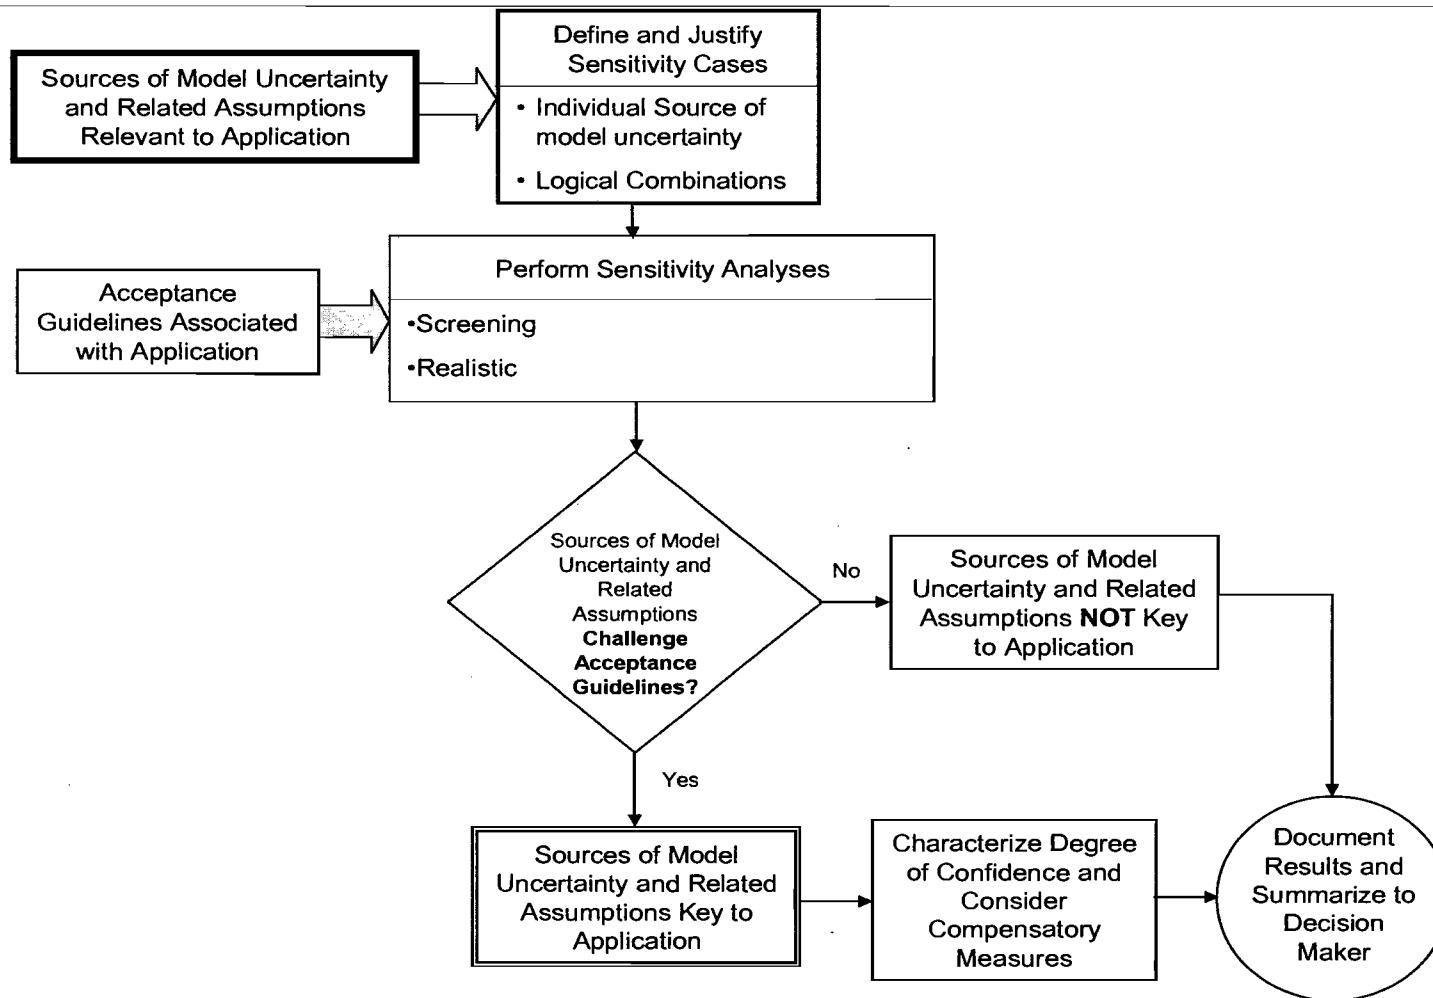 Define and Justify
Sensitivity Cases
Sources of Model Uncertainty
and Related Assumptions
Relevant to Application
• Individual Source of
model uncertainty
• Logical Combinations
Perform Sensitivity Analyses
Acceptance
Guidelines Associated
with Application
•Screening
•Realistic
Sources of Model
Uncertainty and
Related
Assumptions
Challenge
Acceptance
Guidelines?
No
Sources of Model
Uncertainty and Related
Assumptions NOT Key
to Application
Yes
Sources of Model
Uncertainty and Related
Assumptions Key to
Application
Characterize Degree
of Confidence and
Consider
Compensatory
Measures
Document
Results and
Summarize to
Decision
Maker